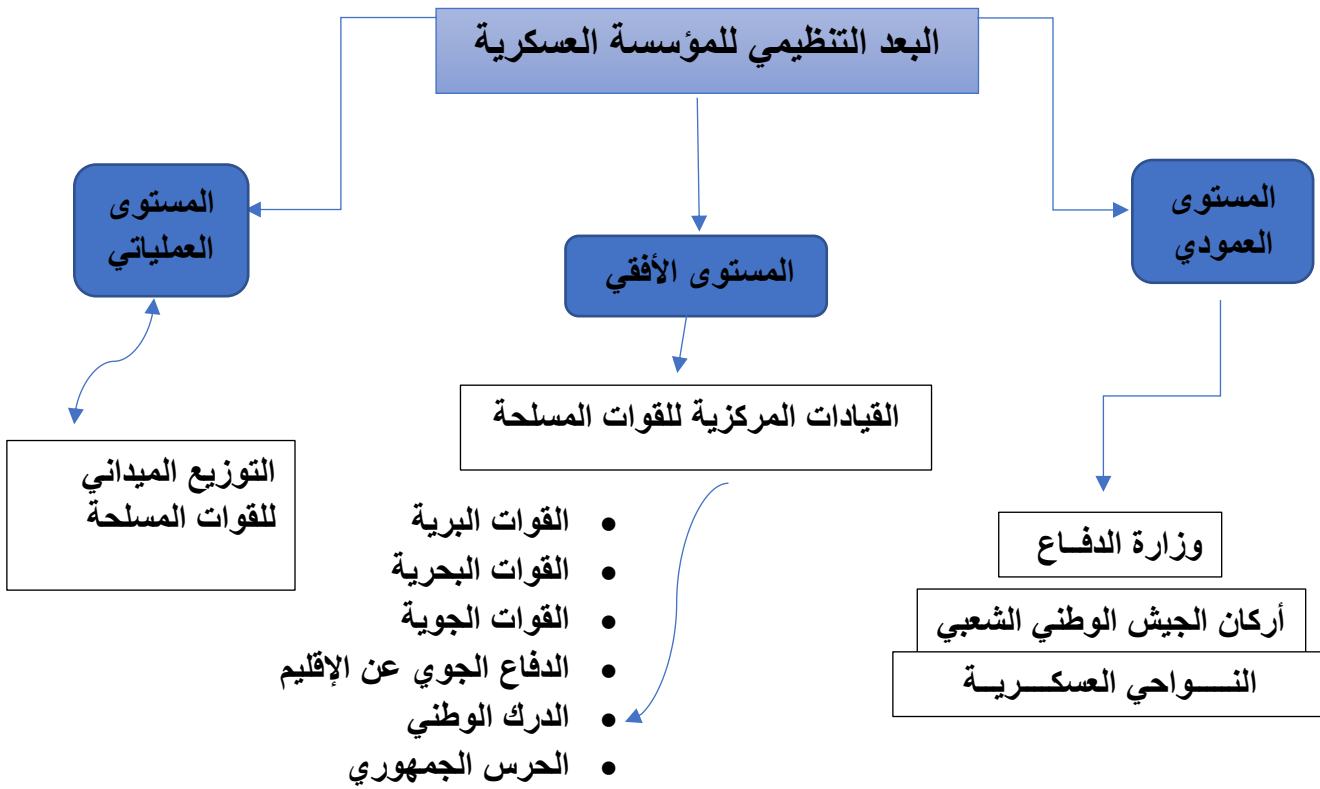 البعد التنظيمي للمؤسسة العسكرية
المستوى
العمودي
المستوى الأفقي
المستوى
العملياتي
وزارة الدفــاع
أركان الجيش الوطني الشعبي
النـــــواحي العسكــــريــة
القيادات المركزية للقوات المسلحة
• القوات البرية
• القوات البحرية
• القوات الجوية
• الدفاع الجوي عن الإقليم
• الدرك الوطني
• الحرس الجمهوري
التوزيع الميداني
للقوات المسلحة